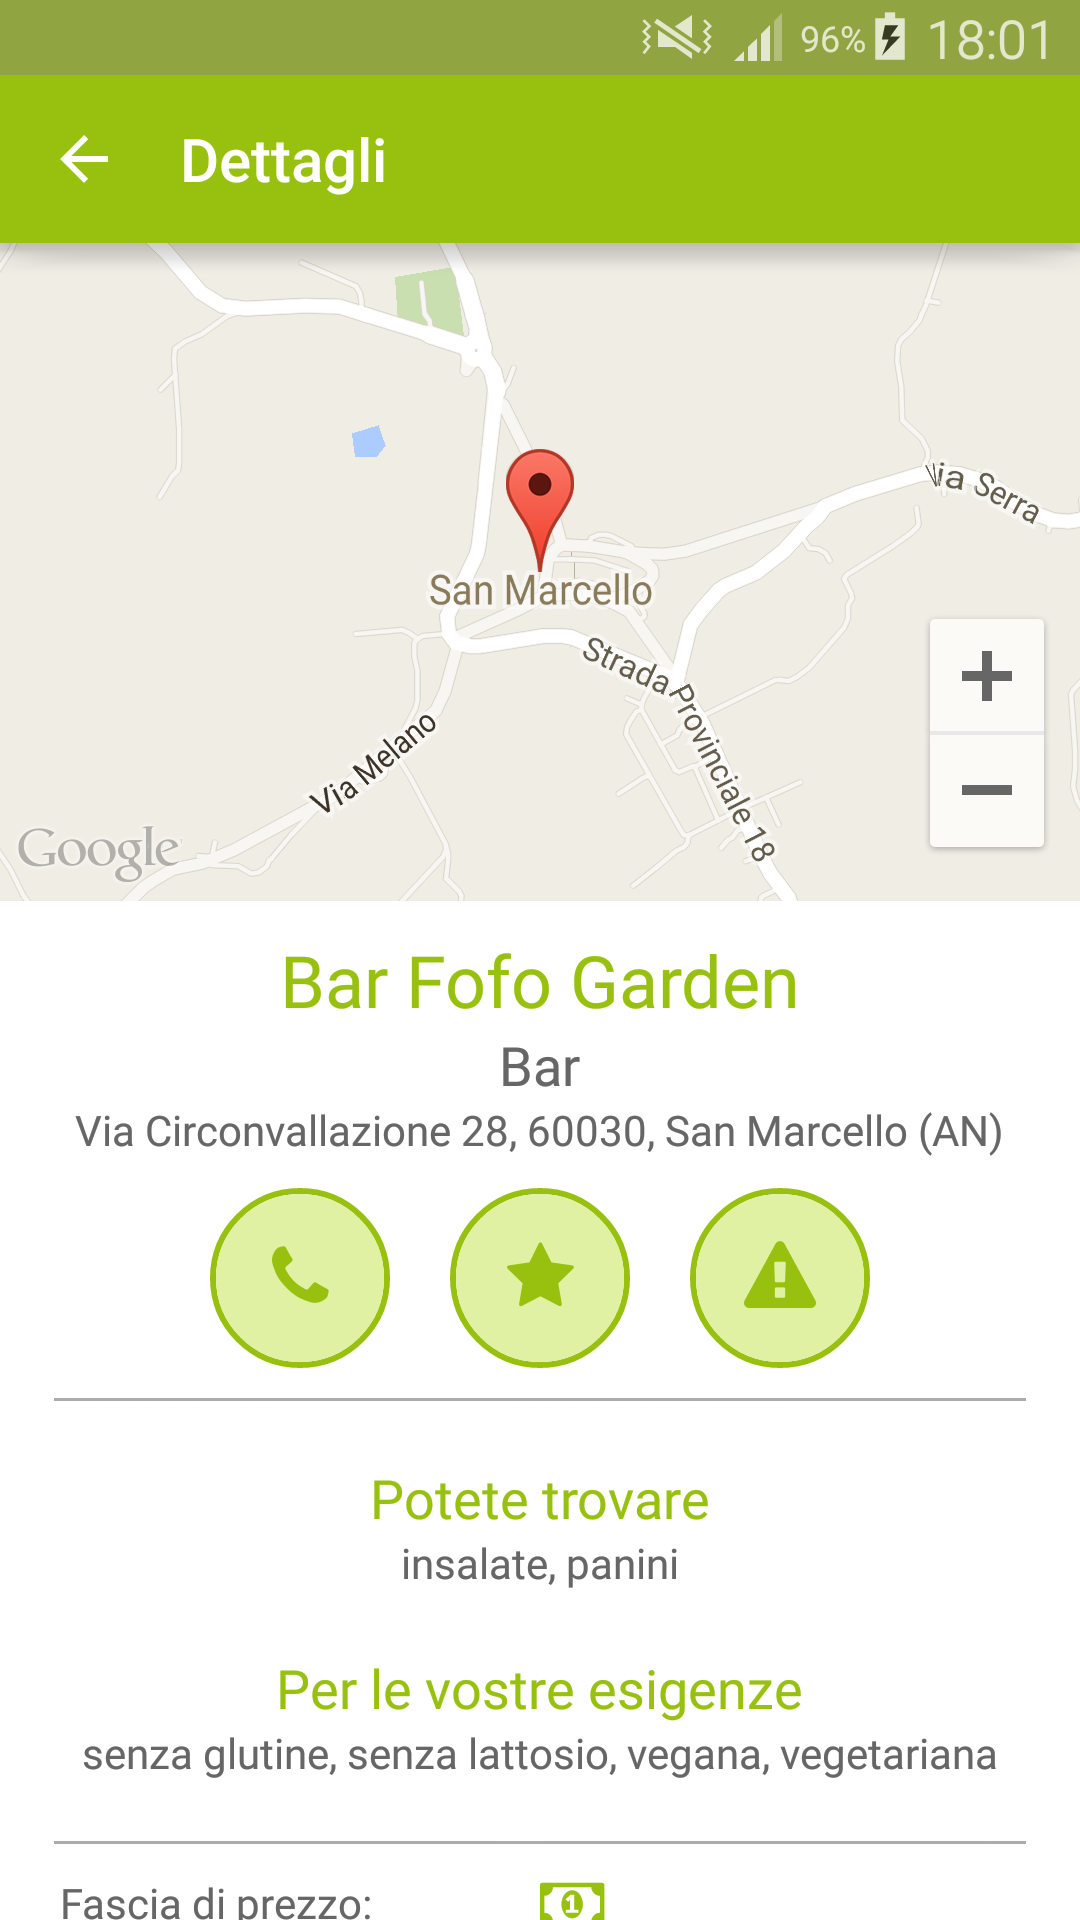 96% 18:01
Dettagli
Via Serra
San Marcello
Strada Provinciale 18
Via Melano
Google
Bar Fofo Garden
Bar
Via Circonvallazione 28, 60030, San Marcello (AN)
Potete trovare
insalate, panini
Per le vostre esigenze
senza glutine, senza lattosio, vegana, vegetariana
Fascia di prezzo: 1